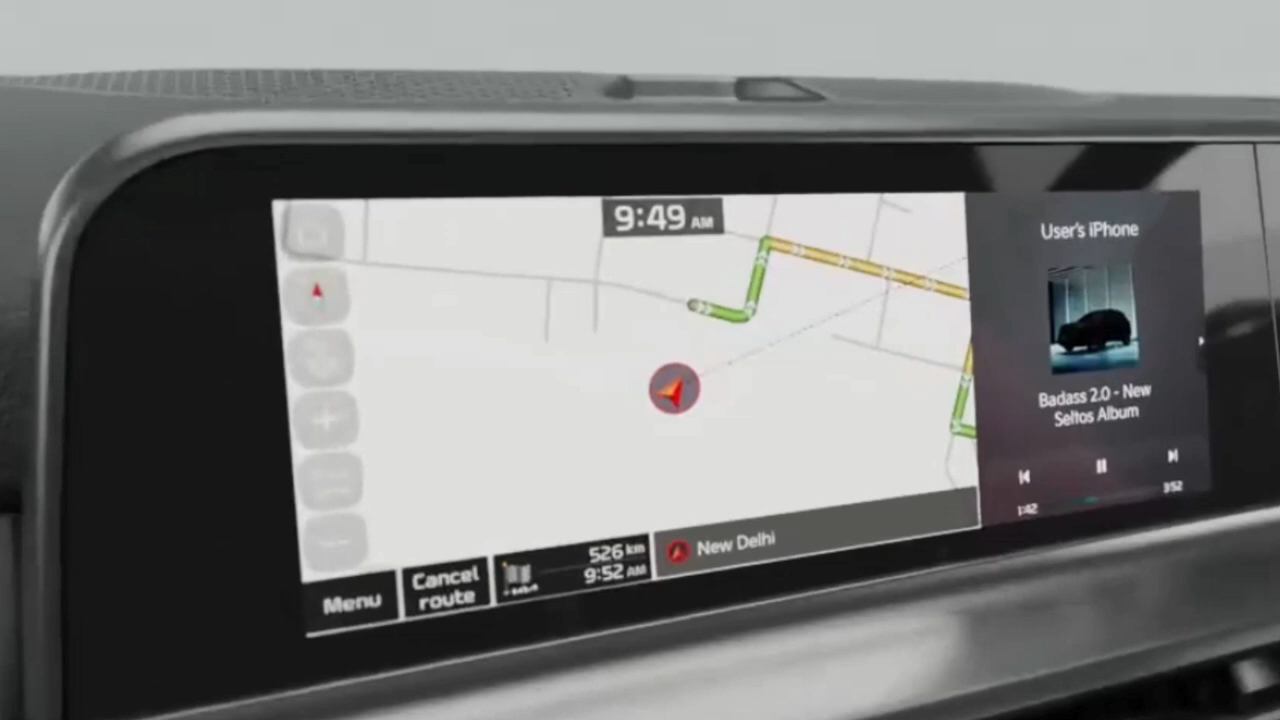 9:49 AM
User's iPhone
Badass 2.0 - New
Seltos Album
1:42
3:52
New Delhi
526 km
9:52 AM
Cancel
route
Menu